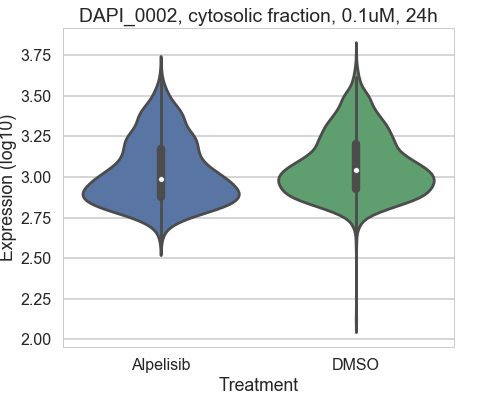 DAPI_0002, cytosolic fraction, 0.1uM, 24h
Expression (log10)
3.75
3.50
3.25
3.00
2.75
2.50
2.25
2.00
Alpelisib DMSO
Treatment